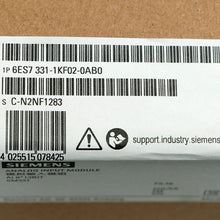 1P 6ES7 331-1KF02-0AB0
S C-N2NF1283
support.industry.siemens
4 025515 078425
SIEMENS
ANALOG INPUT MODULE